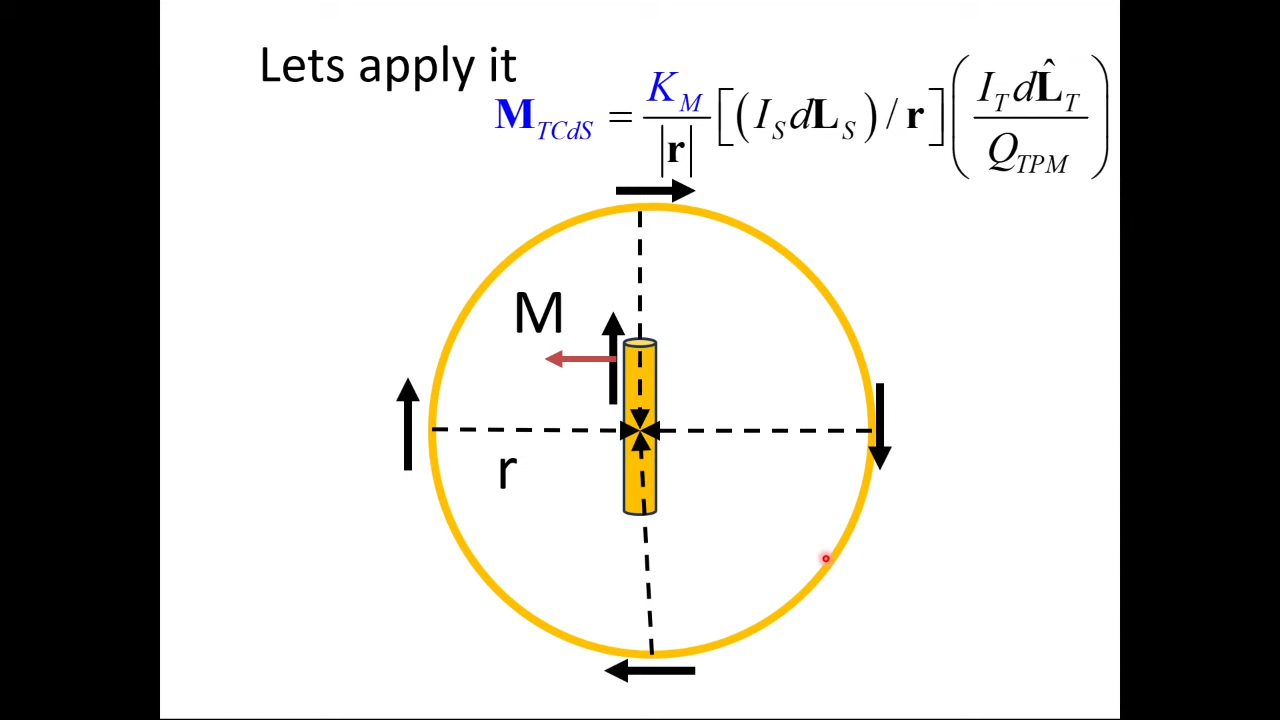 Lets apply it
M_TCdS = K_M / |r| [(I_S dL_S) / r] (I_T dL̂_T / Q_TPM)
M
r